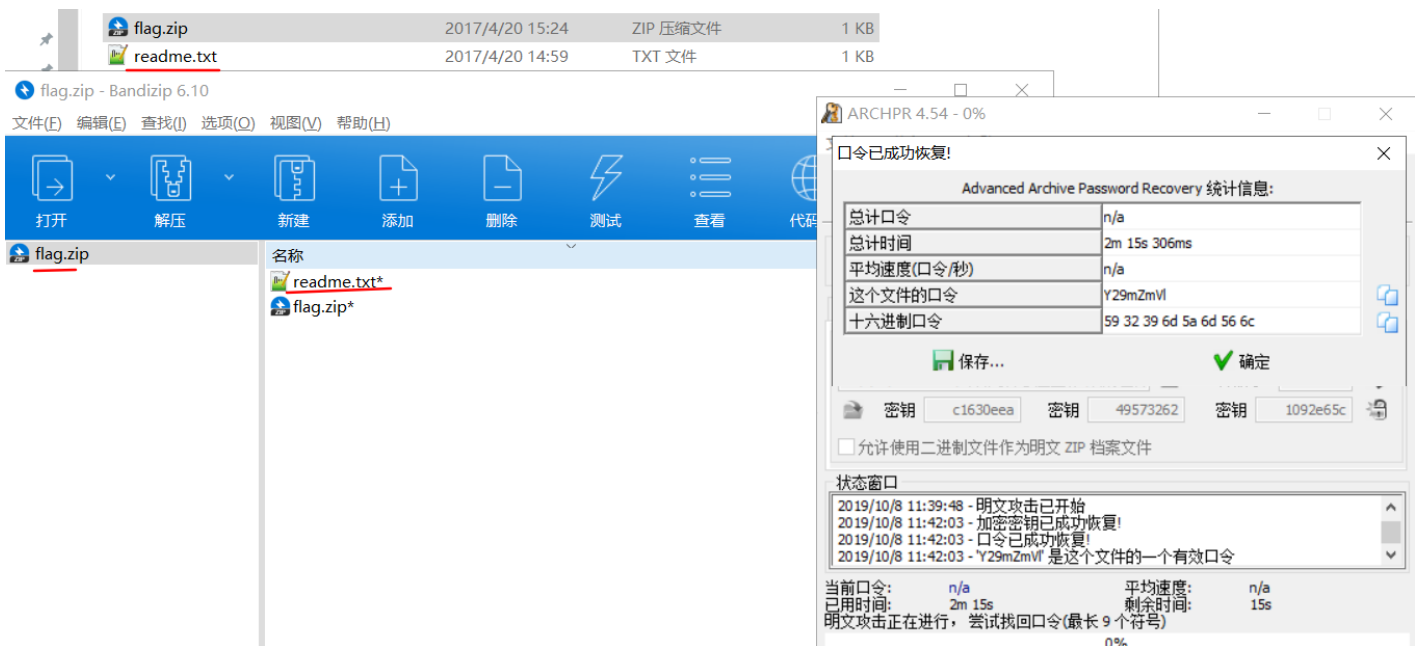 flag.zip 2017/4/20 15:24 ZIP 压缩文件 1 KB
readme.txt 2017/4/20 14:59 TXT 文件 1 KB
flag.zip - Bandizip 6.10
文件(F) 编辑(E) 查找(I) 选项(O) 视图(V) 帮助(H)
打开 解压 新建 添加 删除 测试 查看 代码
flag.zip
名称
readme.txt*
flag.zip*
ARCHPR 4.54 - 0%
口令已成功恢复!
Advanced Archive Password Recovery 统计信息:
总计口令 n/a
总计时间 2m 15s 306ms
平均速度(口令/秒) n/a
这个文件的口令 Y29mZmVl
十六进制口令 59 32 39 6d 5a 6d 56 6c
保存... 确定
密钥 c1630eea 密钥 49573262 密钥 1092e65c
允许使用二进制文件作为明文 ZIP 档案文件
状态窗口
2019/10/8 11:39:48 - 明文攻击已开始
2019/10/8 11:42:03 - 加密密钥已成功恢复!
2019/10/8 11:42:03 - 口令已成功恢复!
2019/10/8 11:42:03 - 'Y29mZmVl' 是这个文件的一个有效口令
当前口令: n/a 平均速度: n/a
已用时间: 2m 15s 剩余时间: 15s
明文攻击正在进行，尝试找回口令(最长 9 个符号)
0%